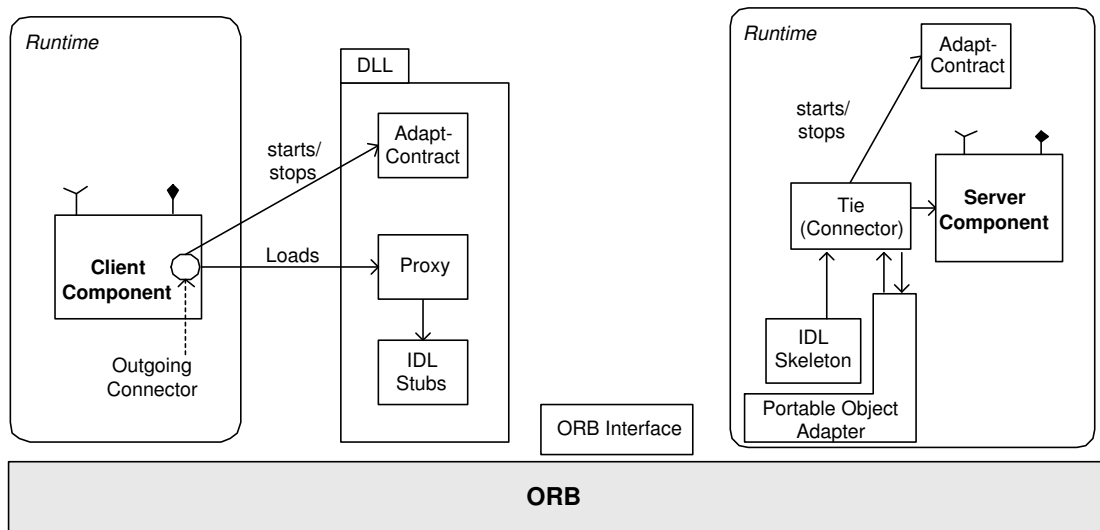 Runtime
DLL
Adapt-
Contract
starts/
stops
Client
Component
Loads
Proxy
IDL
Stubs
Outgoing
Connector
ORB Interface
Runtime
Adapt-
Contract
starts/
stops
Tie
(Connector)
Server
Component
IDL
Skeleton
Portable Object
Adapter
ORB